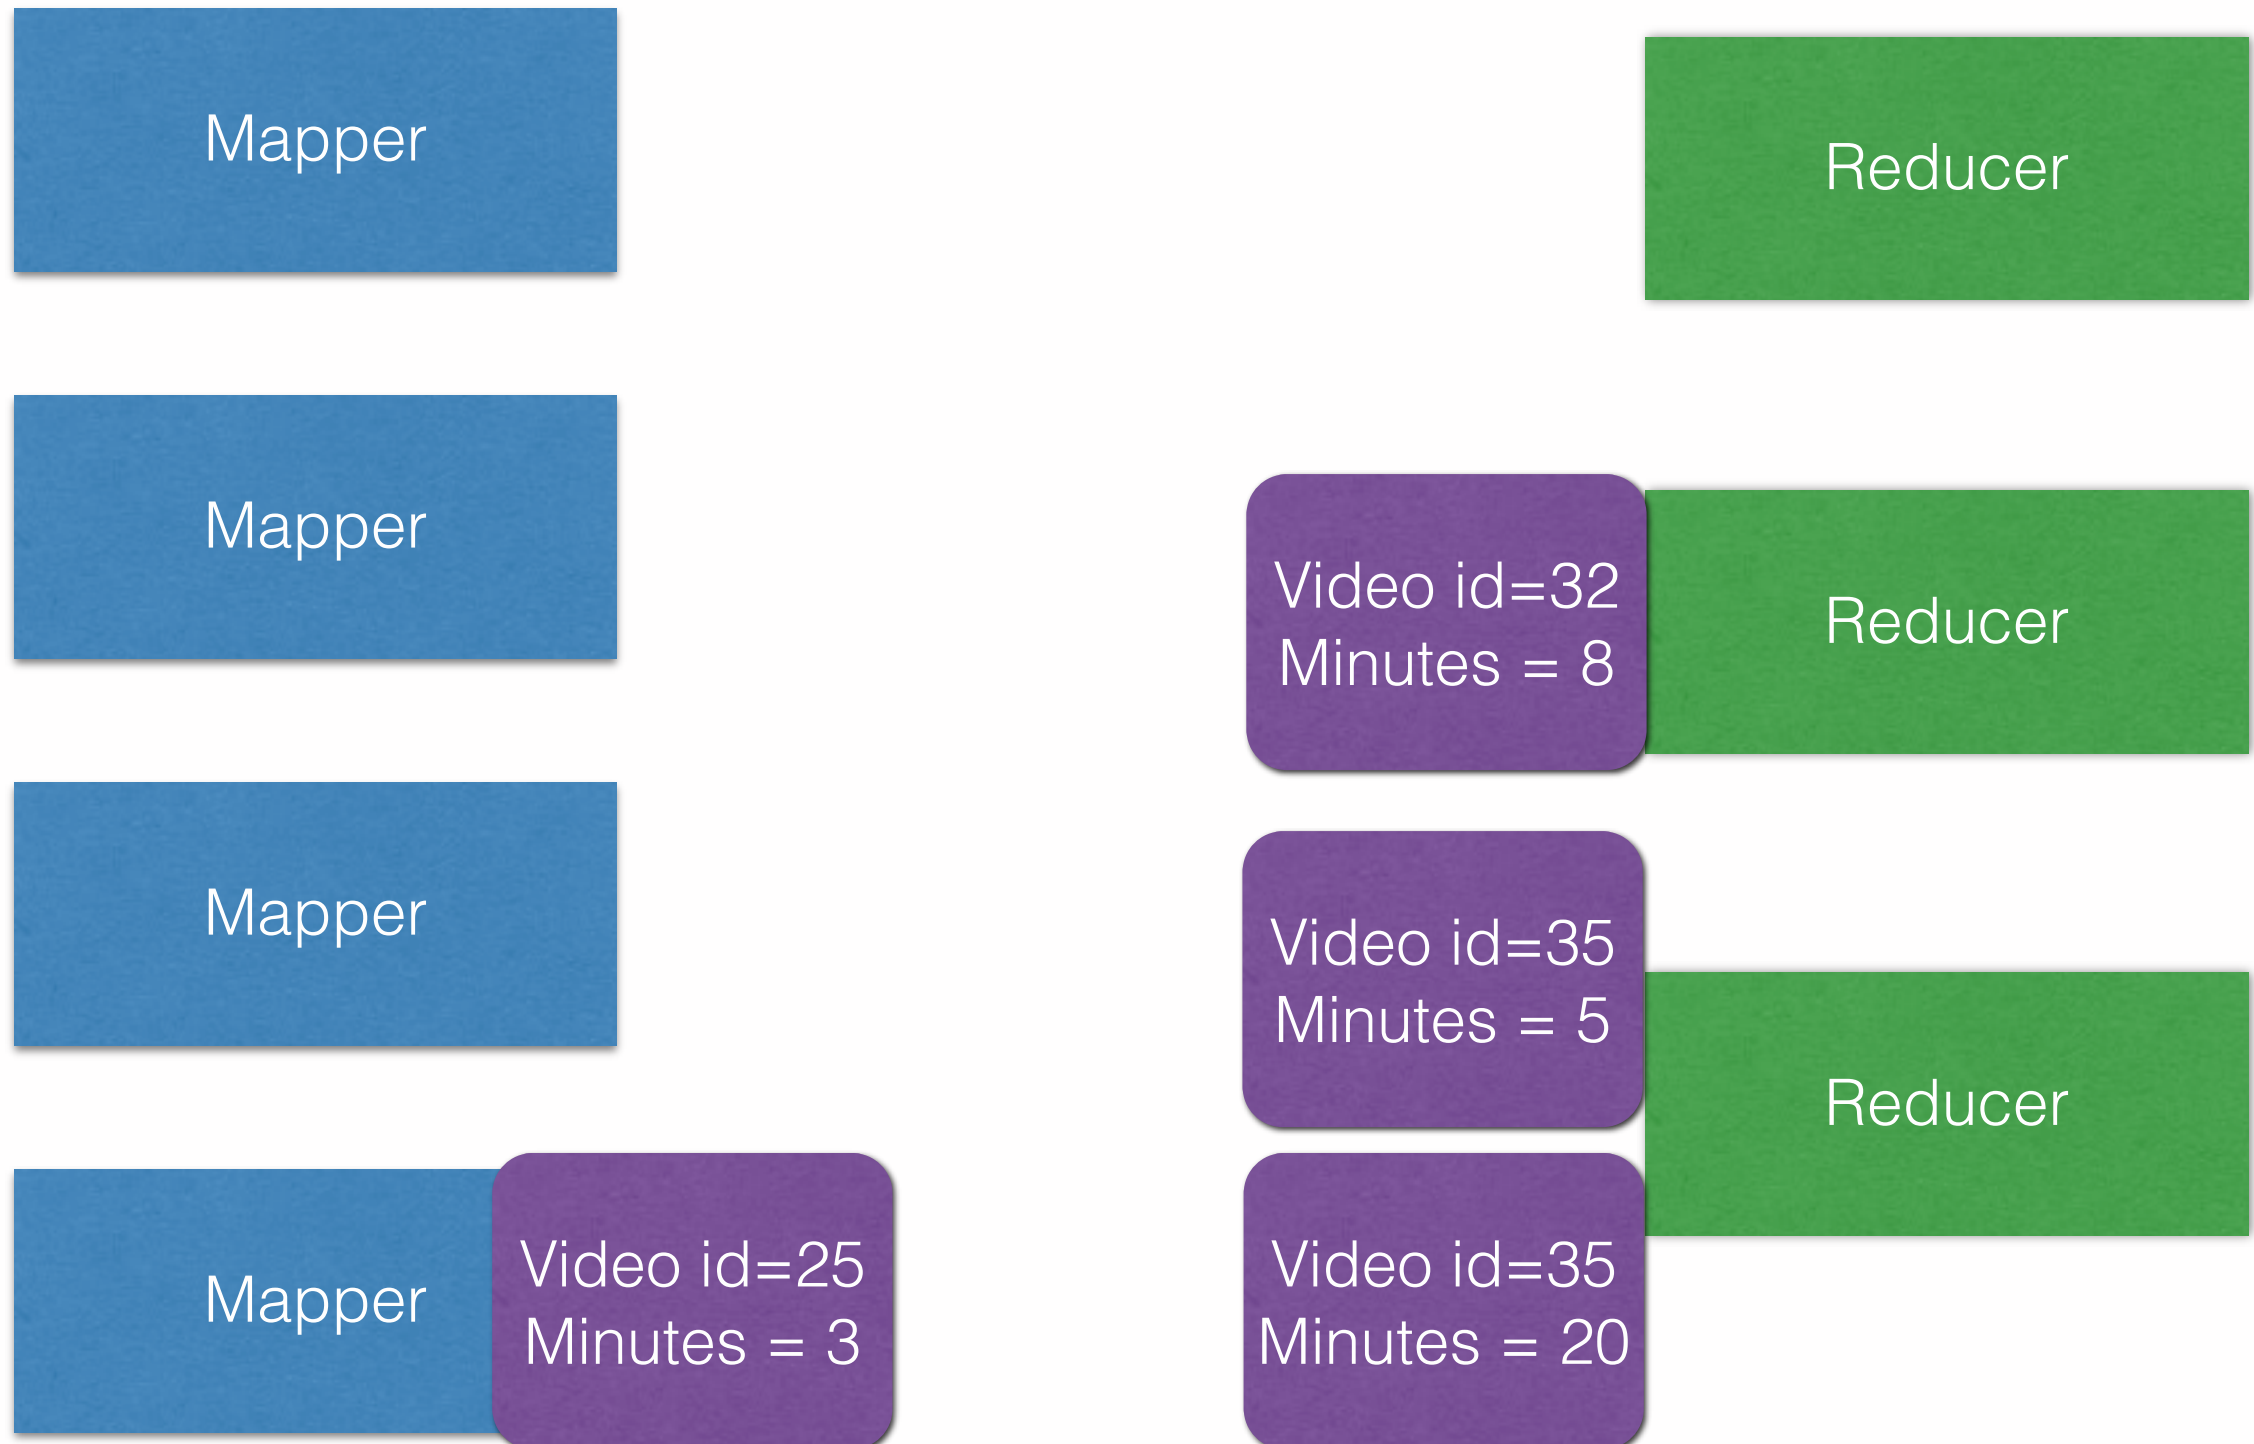 Mapper
Reducer
Mapper
Video id=32
Minutes = 8
Reducer
Mapper
Video id=35
Minutes = 5
Reducer
Mapper
Video id=25
Minutes = 3
Video id=35
Minutes = 20